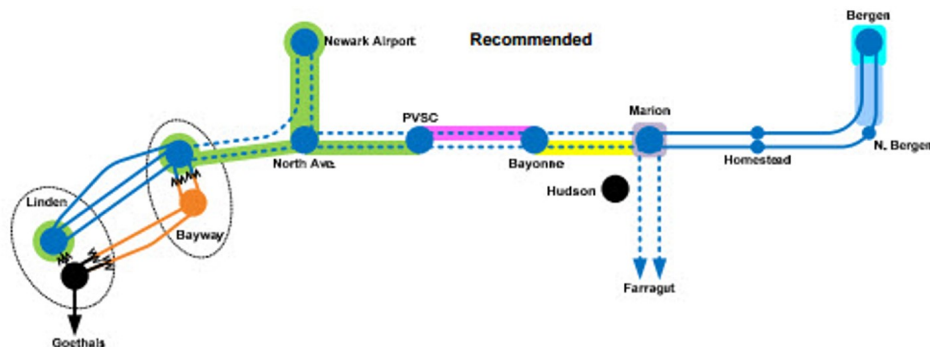 Bergen
Newark Airport
Recommended
PVSC
Marion
North Ave.
Bayonne
Homestead
N. Bergen
Hudson
Linden
Bayway
Farragut
Goethals